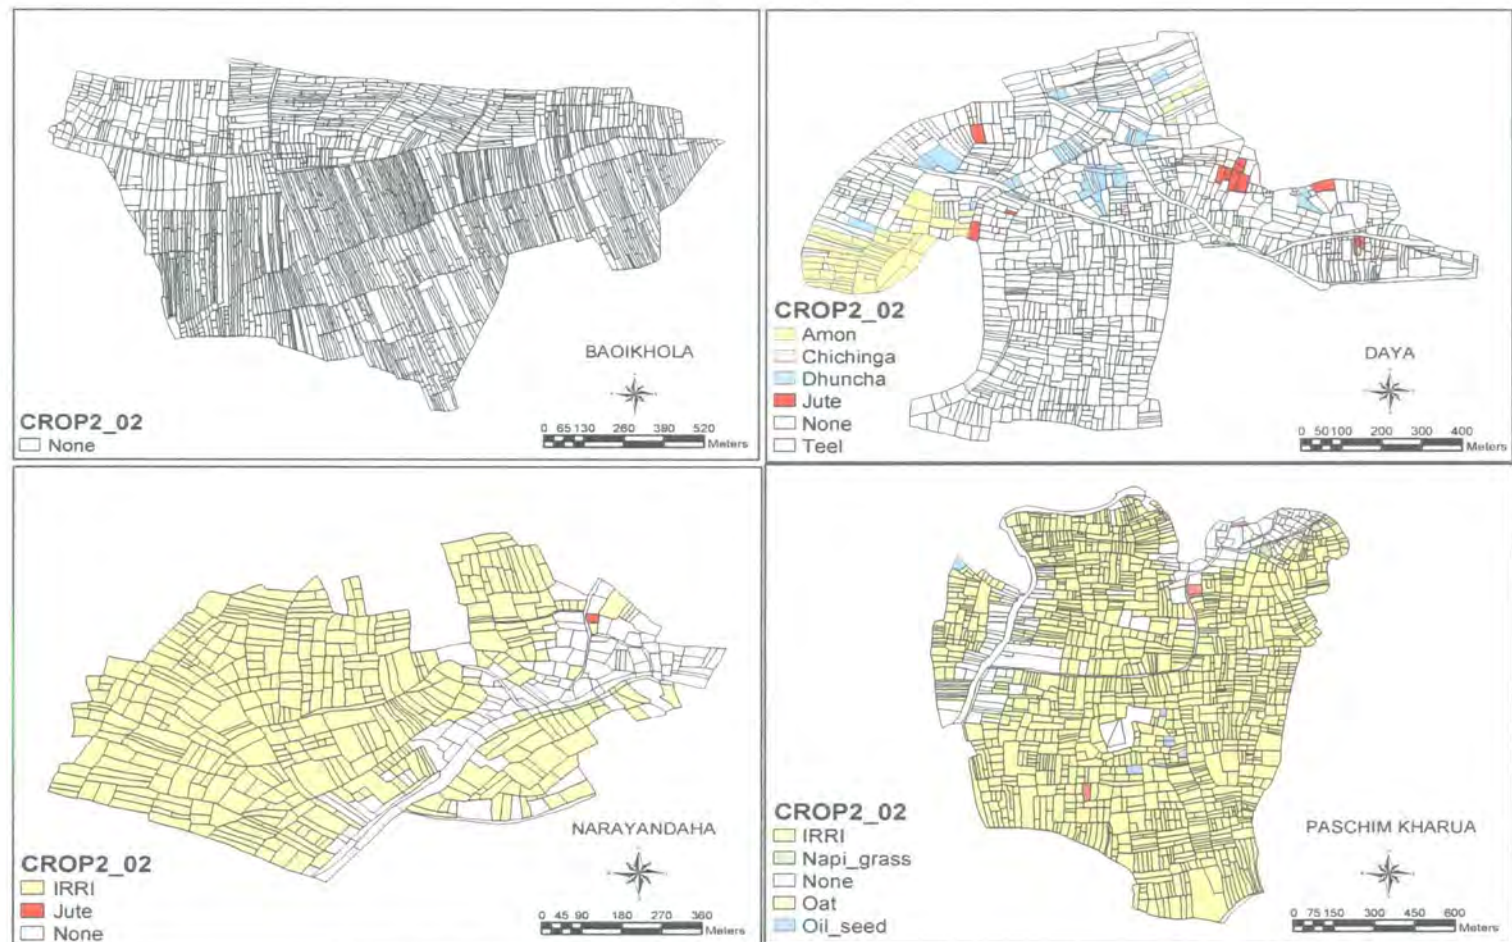 BAOIKHOLA
CROP2_02
None
0 65 130 260 390 520
Meters
DAYA
CROP2_02
Amon
Chichinga
Dhuncha
Jute
None
Teel
0 50 100 200 300 400
Meters
NARAYANDAHA
CROP2_02
IRRI
Jute
None
0 45 90 180 270 360
Meters
PASCHIM KHARUA
CROP2_02
IRRI
Napi_grass
None
Oat
Oil_seed
0 75 150 300 450 600
Meters